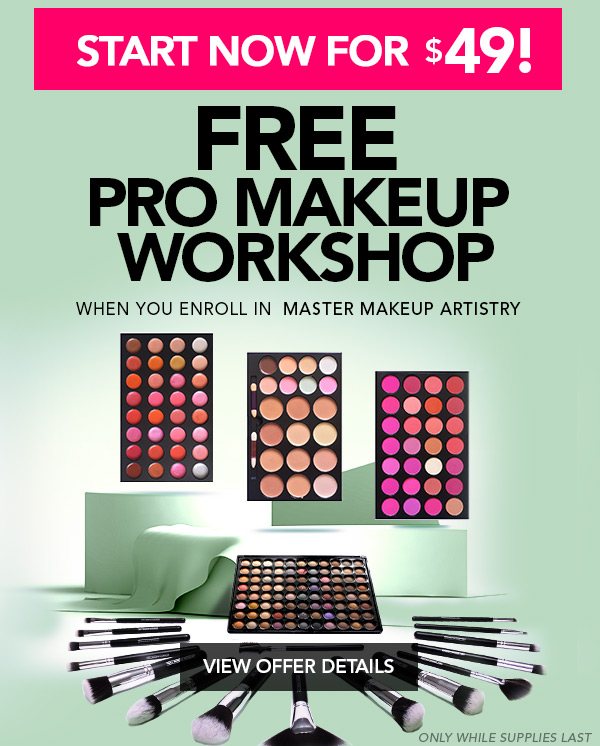 START NOW FOR $49!
FREE
PRO MAKEUP
WORKSHOP
WHEN YOU ENROLL IN MASTER MAKEUP ARTISTRY
VIEW OFFER DETAILS
ONLY WHILE SUPPLIES LAST